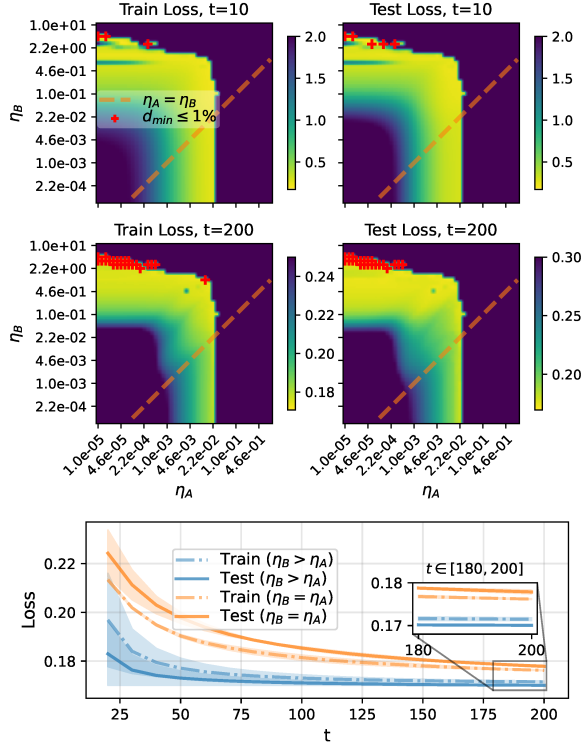 Train Loss, t=10
Test Loss, t=10
1.0e+01
2.2e+00
4.6e-01
1.0e-01
2.2e-02
4.6e-03
1.0e-03
2.2e-04
η_B
η_A = η_B
d_min ≤ 1%
2.0
1.5
1.0
0.5
2.0
1.5
1.0
0.5
Train Loss, t=200
Test Loss, t=200
1.0e+01
2.2e+00
4.6e-01
1.0e-01
2.2e-02
4.6e-03
1.0e-03
2.2e-04
η_B
0.24
0.22
0.20
0.18
0.30
0.25
0.20
1.0e-05
4.6e-05
2.2e-04
1.0e-03
4.6e-03
2.2e-02
1.0e-01
4.6e-01
1.0e-05
4.6e-05
2.2e-04
1.0e-03
4.6e-03
2.2e-02
1.0e-01
4.6e-01
η_A
η_A
Train (η_B > η_A)
Test (η_B > η_A)
Train (η_B = η_A)
Test (η_B = η_A)
t ∈ [180, 200]
0.18
0.17
180
200
0.22
0.20
0.18
Loss
25
50
75
100
125
150
175
200
t